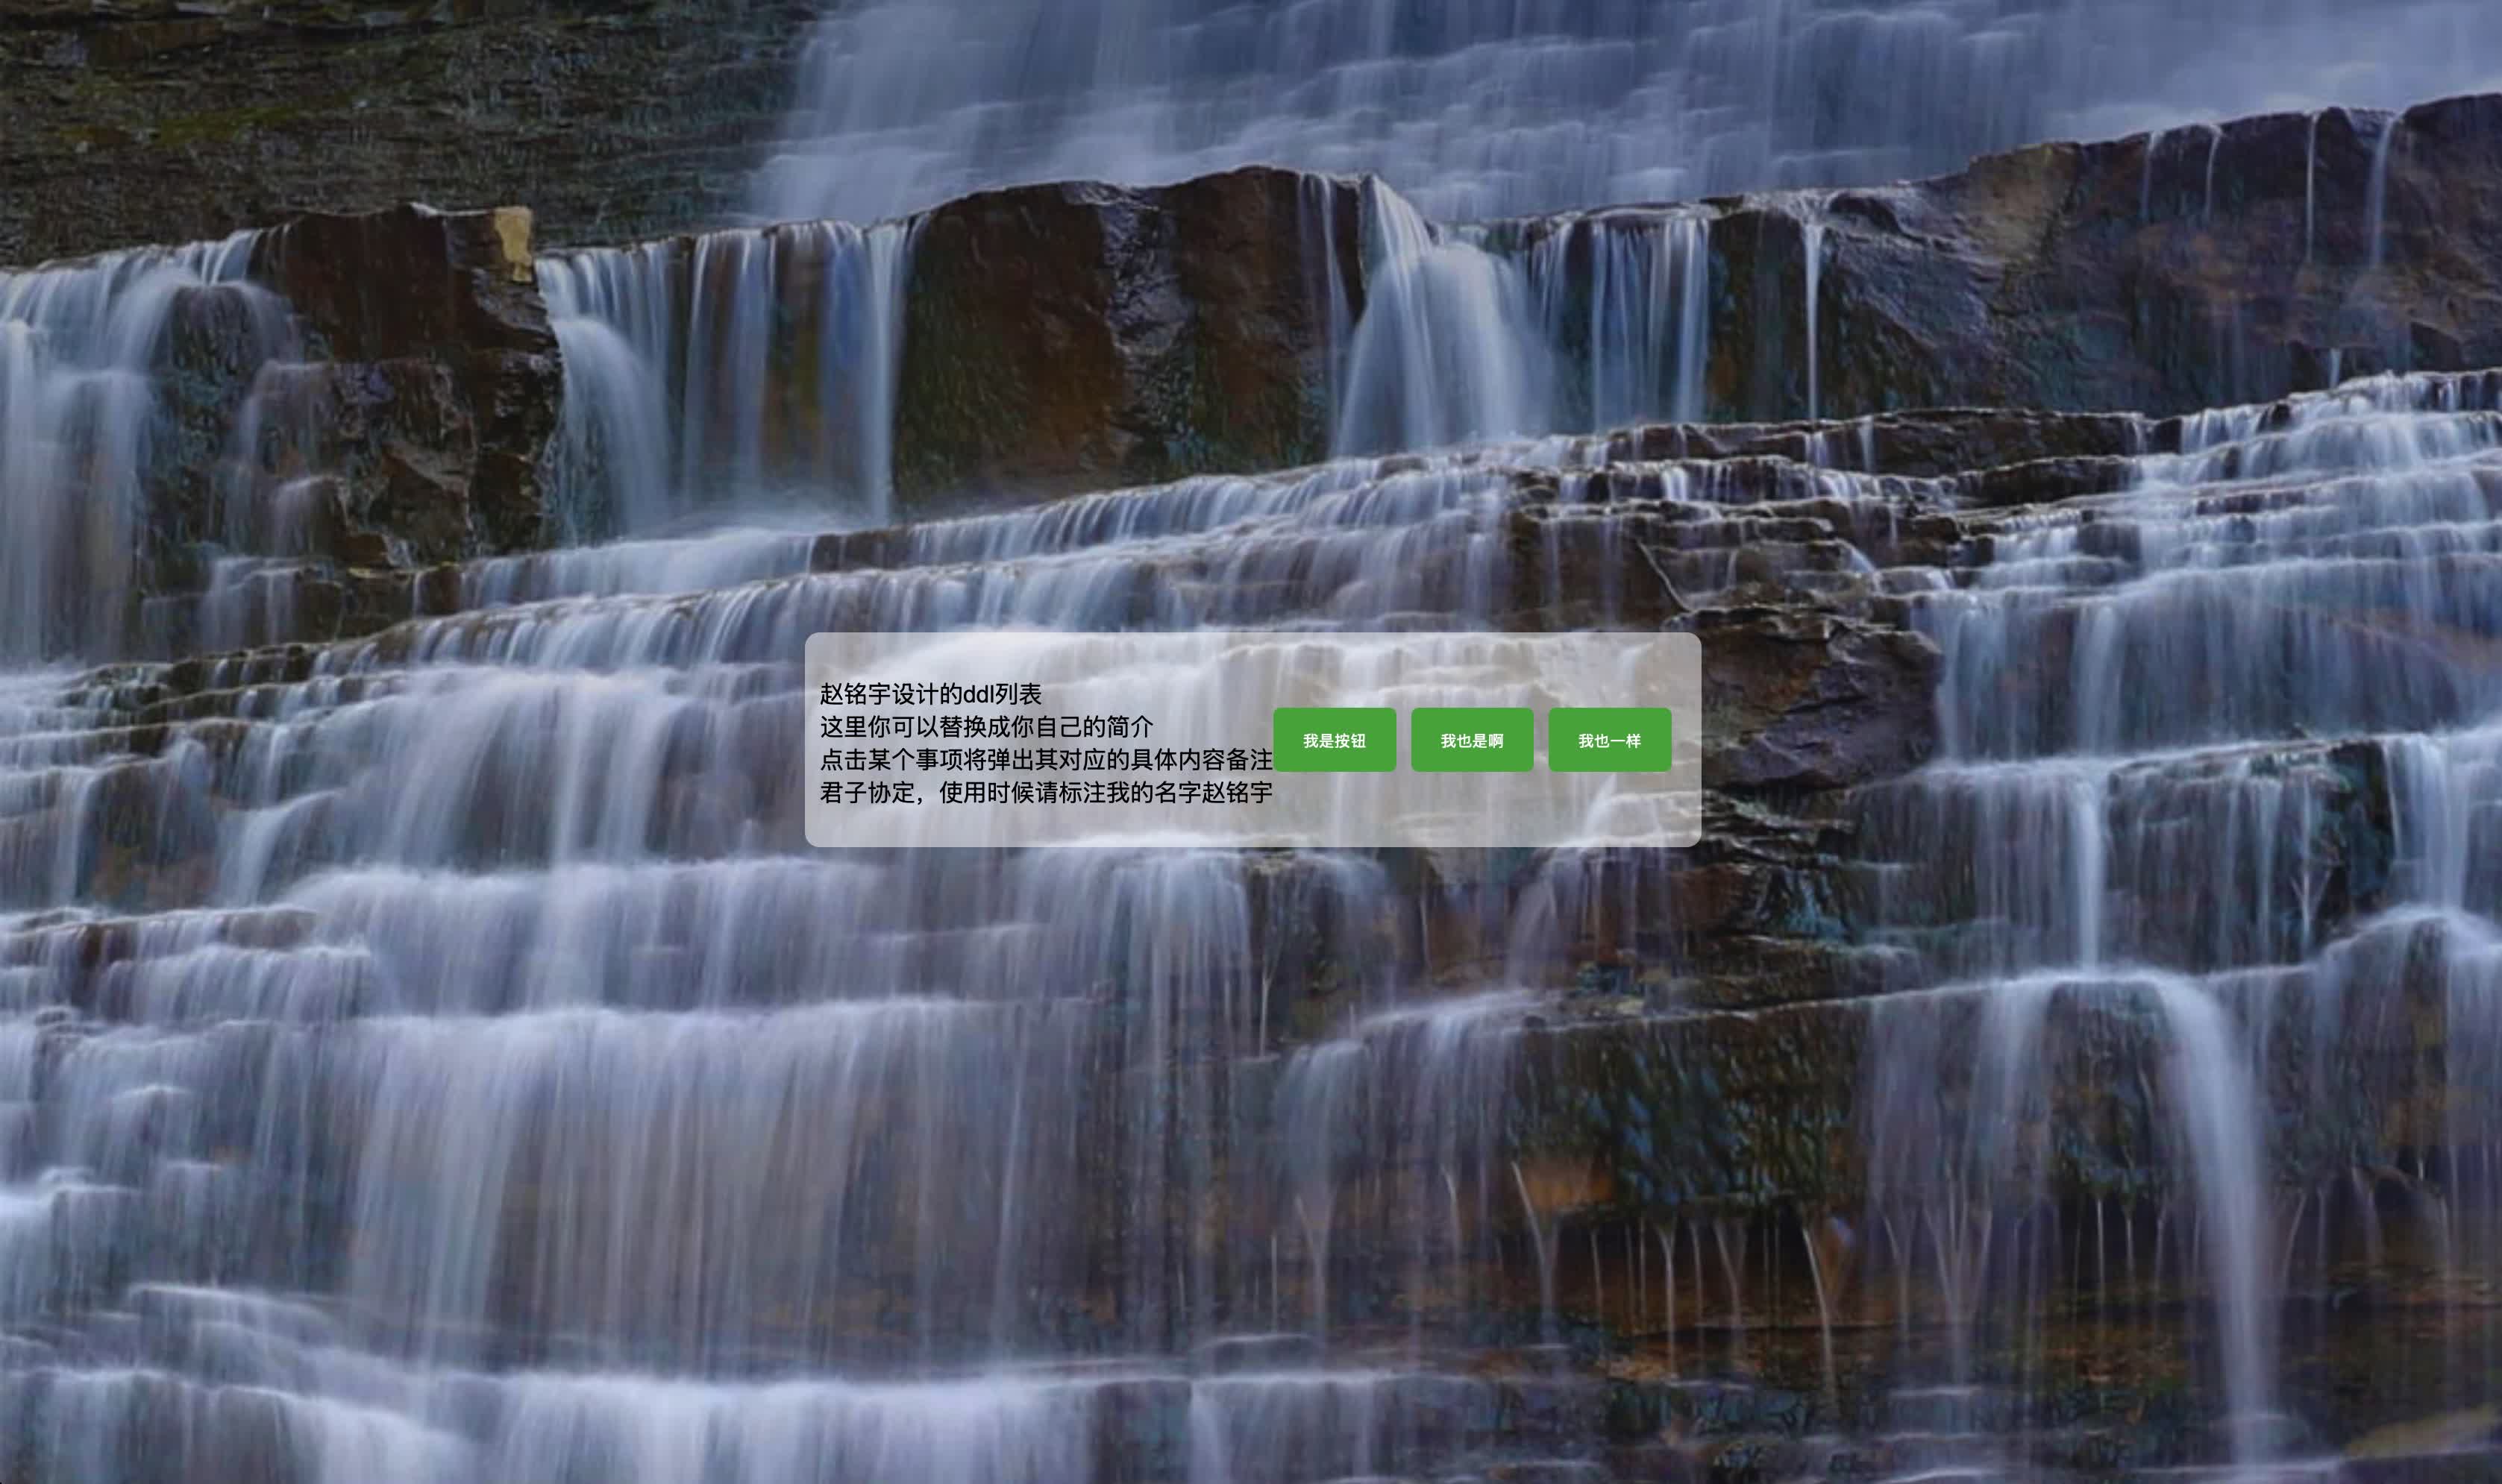 赵铭宇设计的ddl列表
这里你可以替换成你自己的简介
点击某个事项将弹出其对应的具体内容备注
君子协定，使用时候请标注我的名字赵铭宇
我是按钮
我也是啊
我也一样